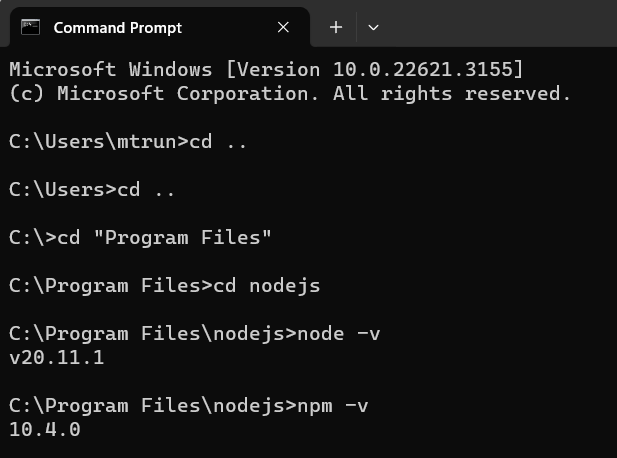 Command Prompt
Microsoft Windows [Version 10.0.22621.3155]
(c) Microsoft Corporation. All rights reserved.
C:\Users\mtrun>cd ..
C:\Users>cd ..
C:\>cd "Program Files"
C:\Program Files>cd nodejs
C:\Program Files\nodejs>node -v
v20.11.1
C:\Program Files\nodejs>npm -v
10.4.0